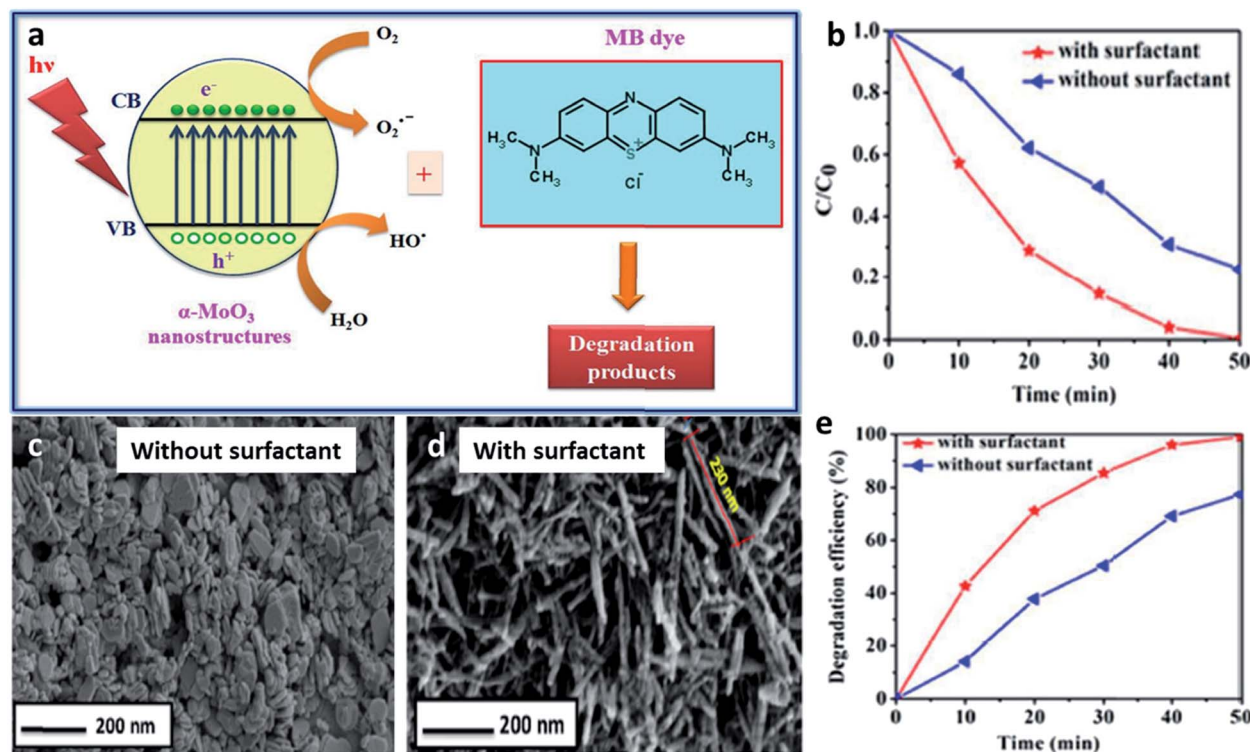 a
hν
CB
e⁻
VB
h⁺
α-MoO₃
nanostructures
O₂
O₂·⁻
HO·
H₂O
+
MB dye
N
H₃C
N
CH₃
S⁺
Cl⁻
CH₃
N
CH₃
Degradation
products
b
with surfactant
without surfactant
C/C₀
1.0
0.8
0.6
0.4
0.2
0.0
0 10 20 30 40 50
Time (min)
c
Without surfactant
200 nm
d
With surfactant
230 nm
200 nm
e
with surfactant
without surfactant
Degradation efficiency (%)
100
80
60
40
20
0
0 10 20 30 40 50
Time (min)